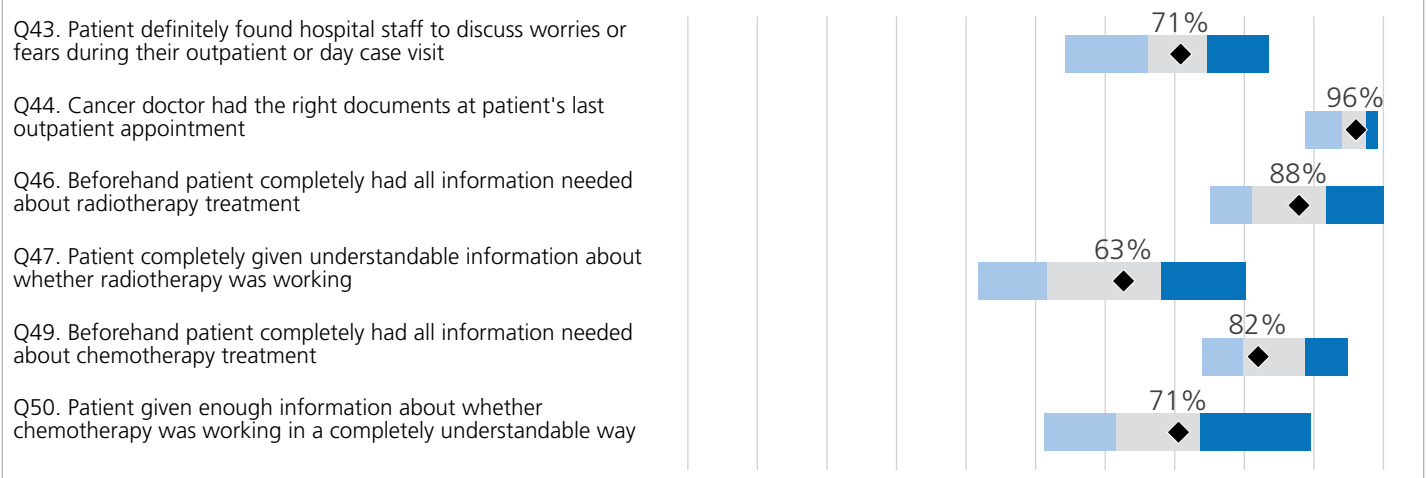 71%
Q43. Patient definitely found hospital staff to discuss worries or
fears during their outpatient or day case visit
96%
Q44. Cancer doctor had the right documents at patient's last
outpatient appointment
88%
Q46. Beforehand patient completely had all information needed
about radiotherapy treatment
63%
Q47. Patient completely given understandable information about
whether radiotherapy was working
82%
Q49. Beforehand patient completely had all information needed
about chemotherapy treatment
71%
Q50. Patient given enough information about whether
chemotherapy was working in a completely understandable way